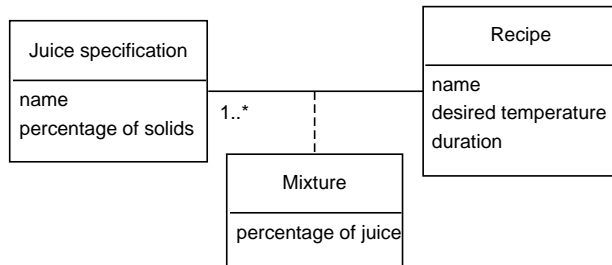 Juice specification
name
percentage of solids
1..*
Recipe
name
desired temperature
duration
Mixture
percentage of juice